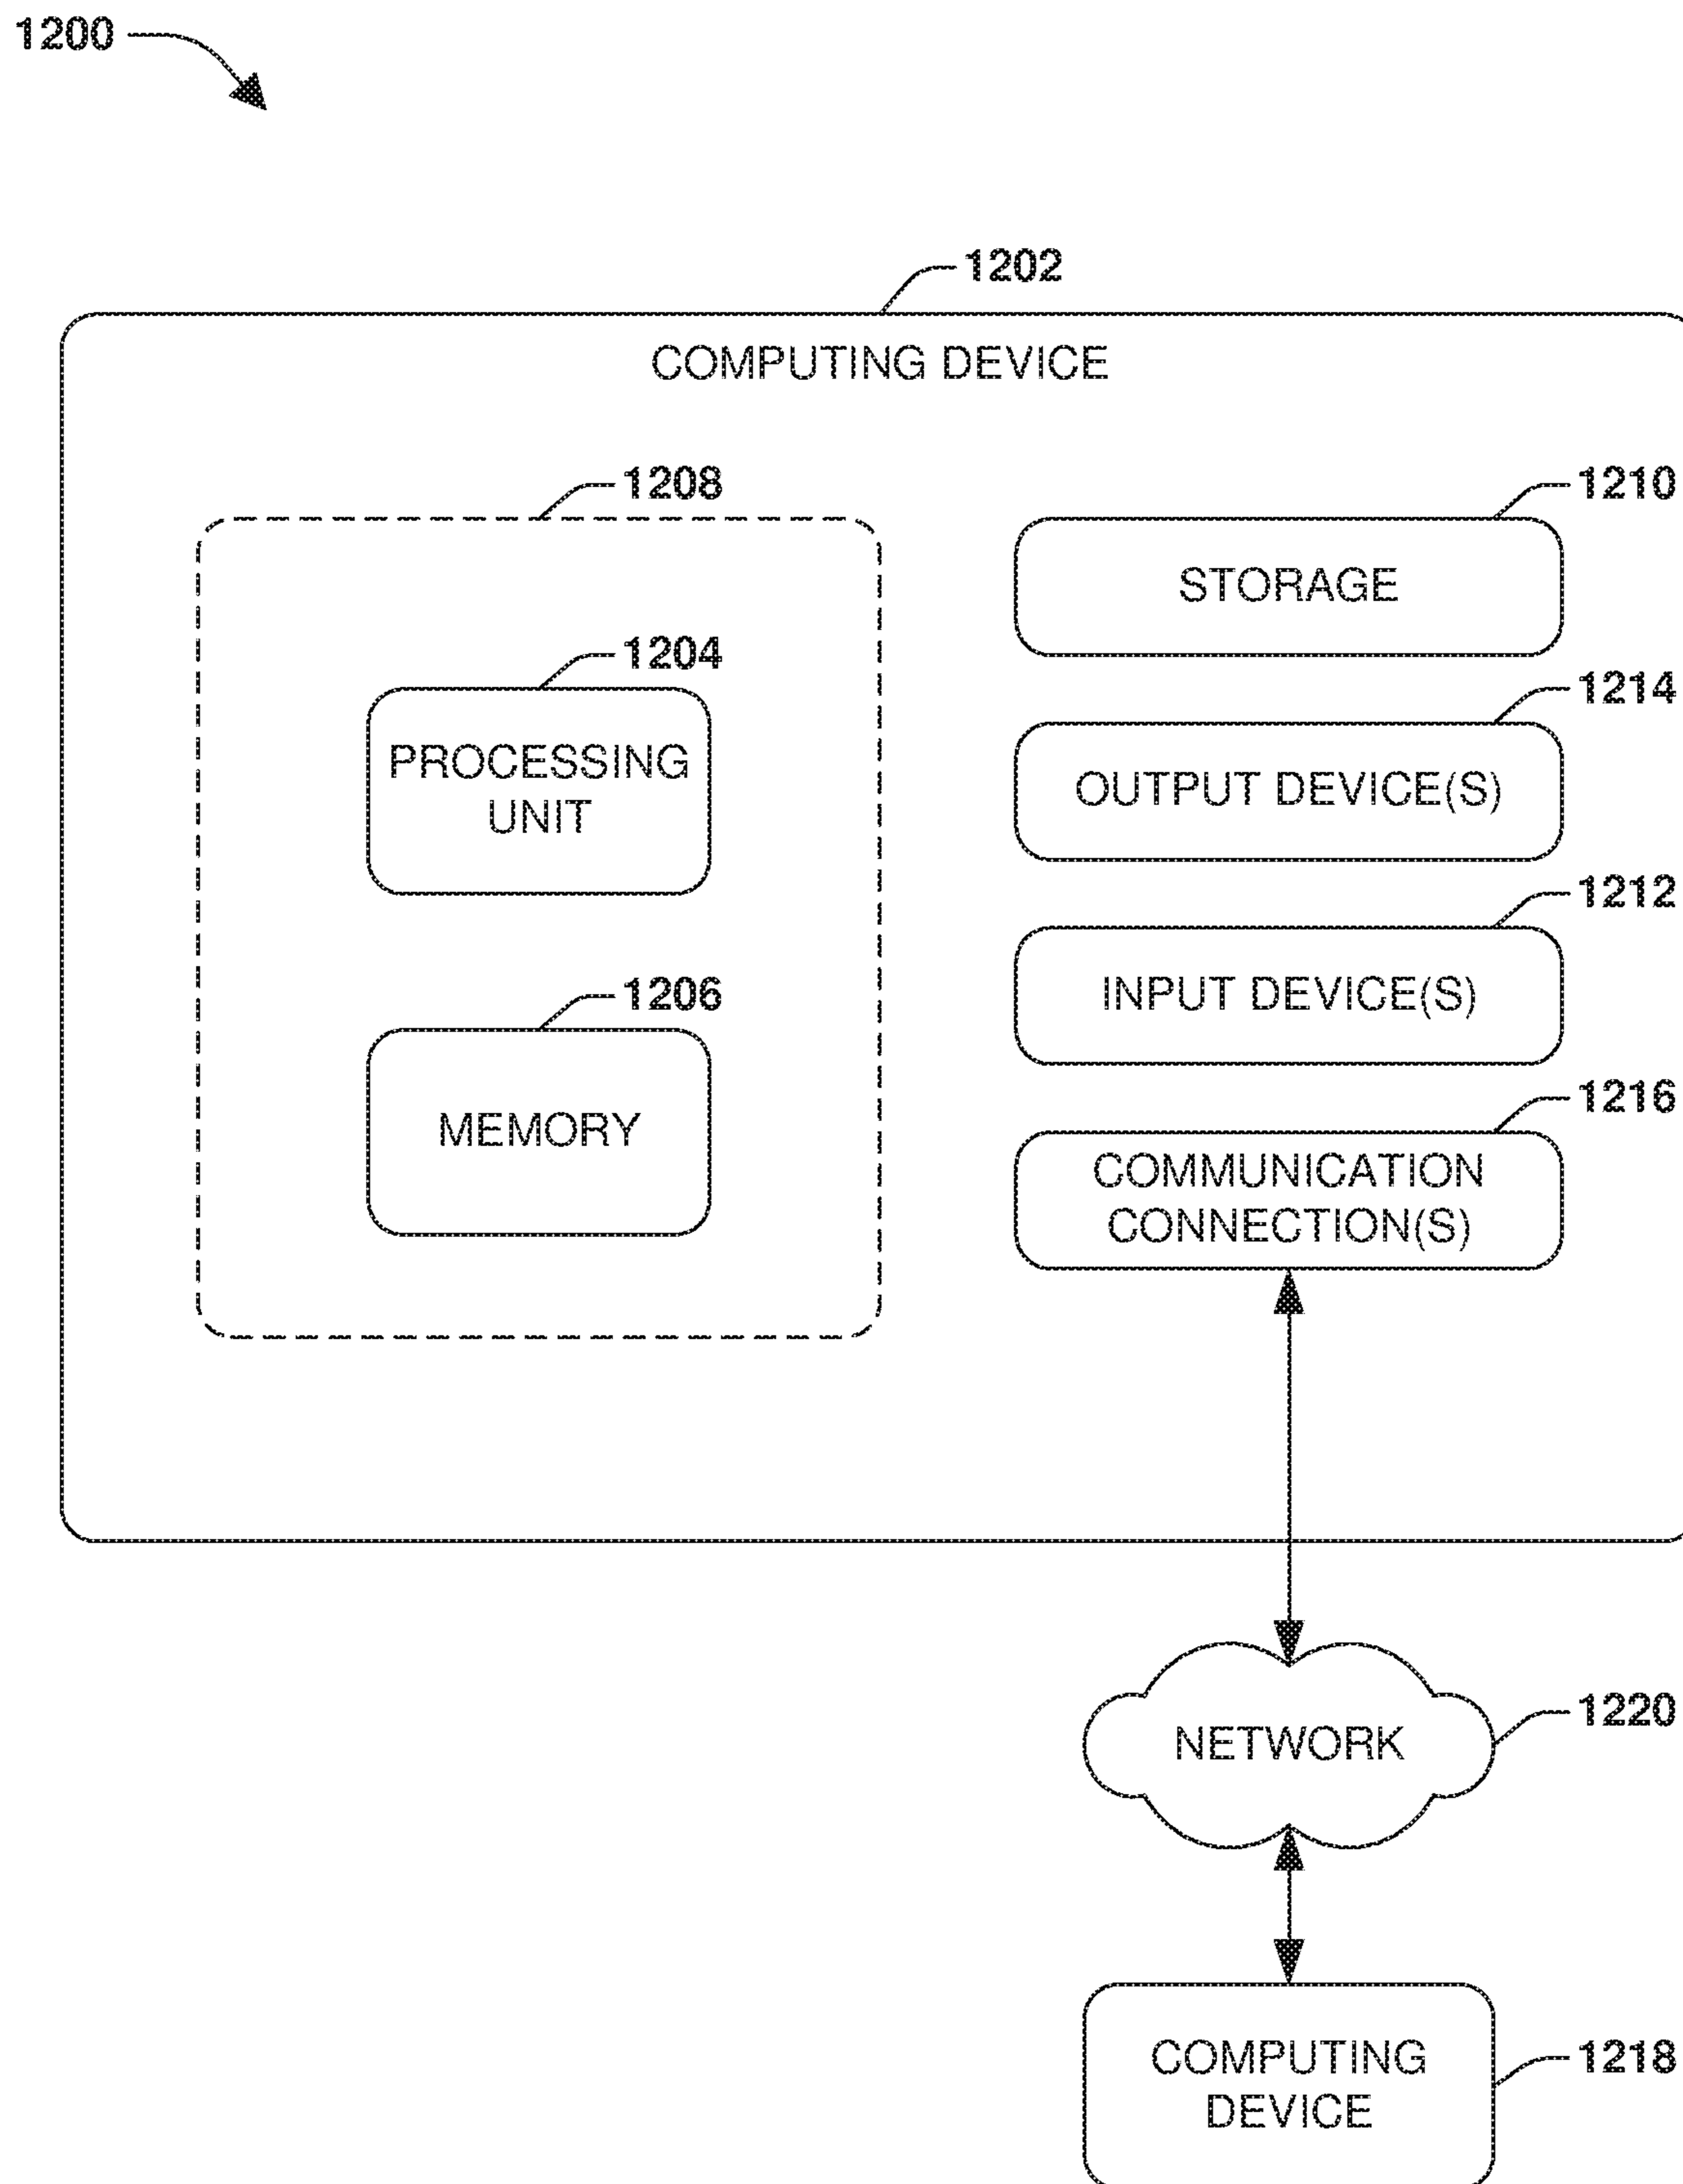 1200
1202
COMPUTING DEVICE
1208
1204
PROCESSING
UNIT
1206
MEMORY
1210
STORAGE
1214
OUTPUT DEVICE(S)
1212
INPUT DEVICE(S)
1216
COMMUNICATION
CONNECTION(S)
1220
NETWORK
1218
COMPUTING
DEVICE